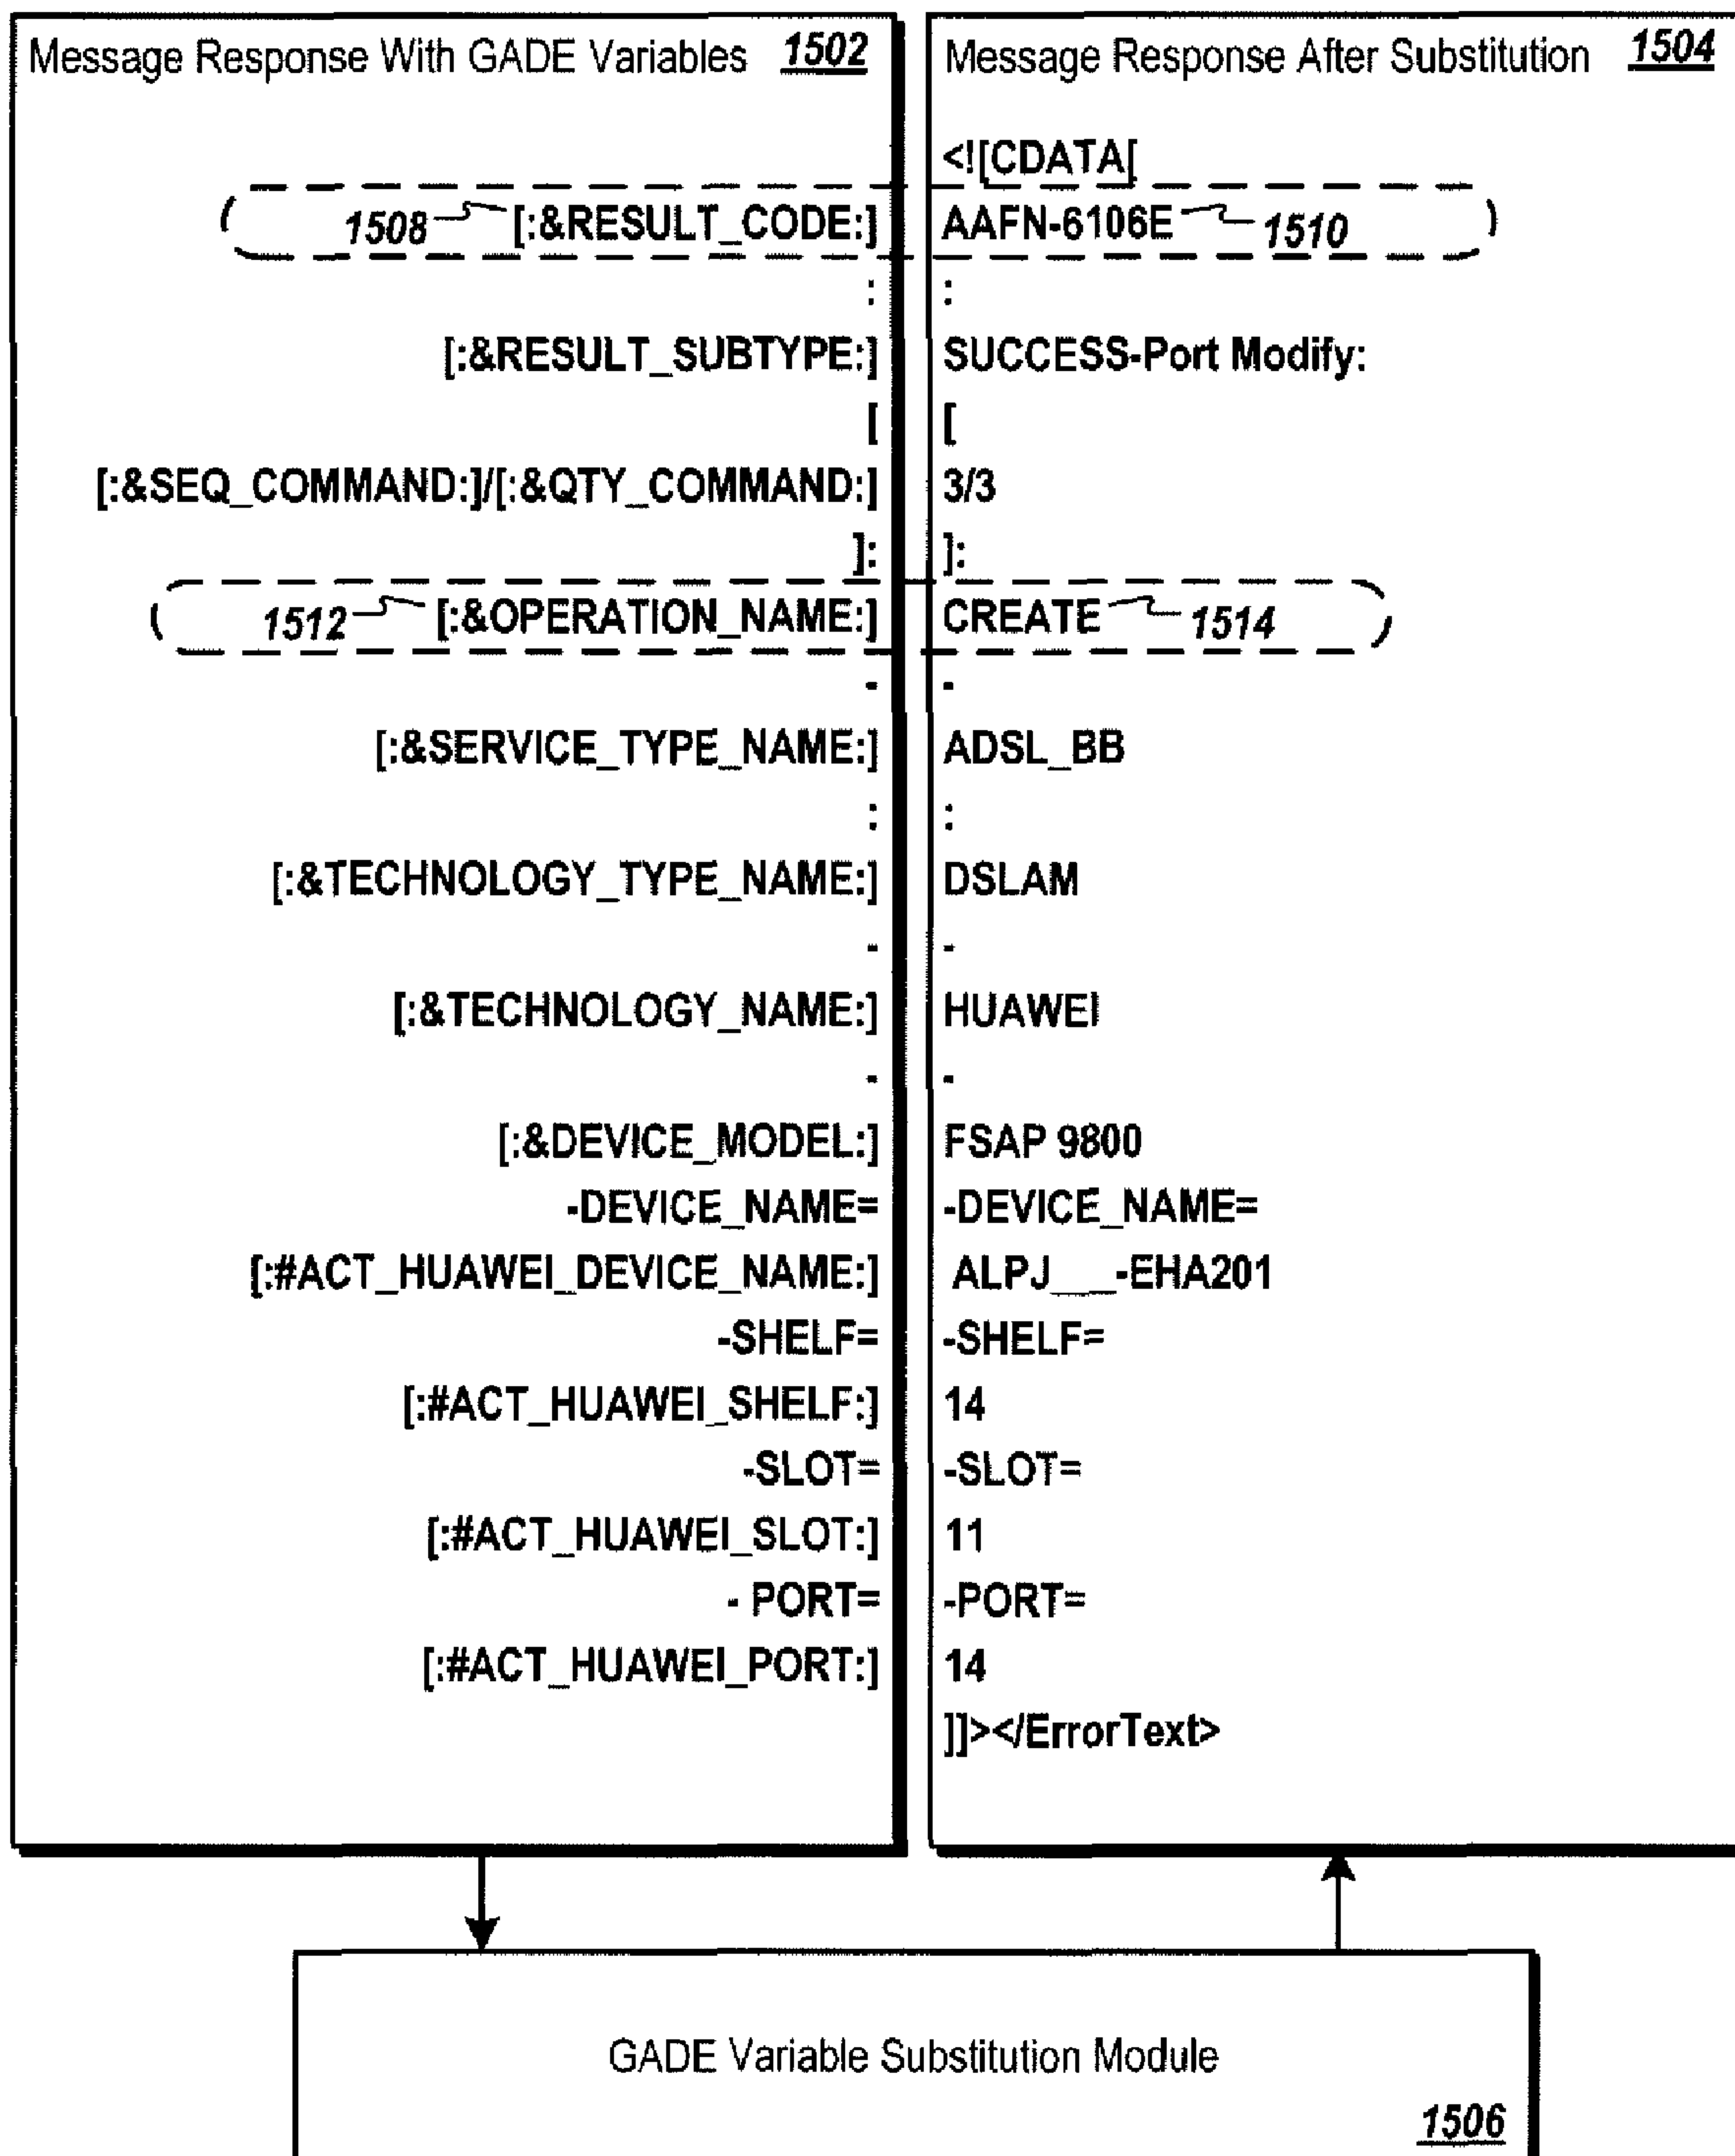 Message Response With GADE Variables 1502
1508 [:&RESULT_CODE:]
:
[:&RESULT_SUBTYPE:]
[
[:&SEQ_COMMAND:]/[:&QTY_COMMAND:]
]:
1512 [:&OPERATION_NAME:]
-
[:&SERVICE_TYPE_NAME:]
:
[:&TECHNOLOGY_TYPE_NAME:]
-
[:&TECHNOLOGY_NAME:]
-
[:&DEVICE_MODEL:]
-DEVICE_NAME=
[:#ACT_HUAWEI_DEVICE_NAME:]
-SHELF=
[:#ACT_HUAWEI_SHELF:]
-SLOT=
[:#ACT_HUAWEI_SLOT:]
- PORT=
[:#ACT_HUAWEI_PORT:]
Message Response After Substitution 1504
<![CDATA[
AAFN-6106E 1510
:
SUCCESS-Port Modify:
[
3/3
]:
CREATE 1514
-
ADSL_BB
:
DSLAM
-
HUAWEI
-
FSAP 9800
-DEVICE_NAME=
ALPJ___-EHA201
-SHELF=
14
-SLOT=
11
-PORT=
14
]]></ErrorText>
GADE Variable Substitution Module
1506